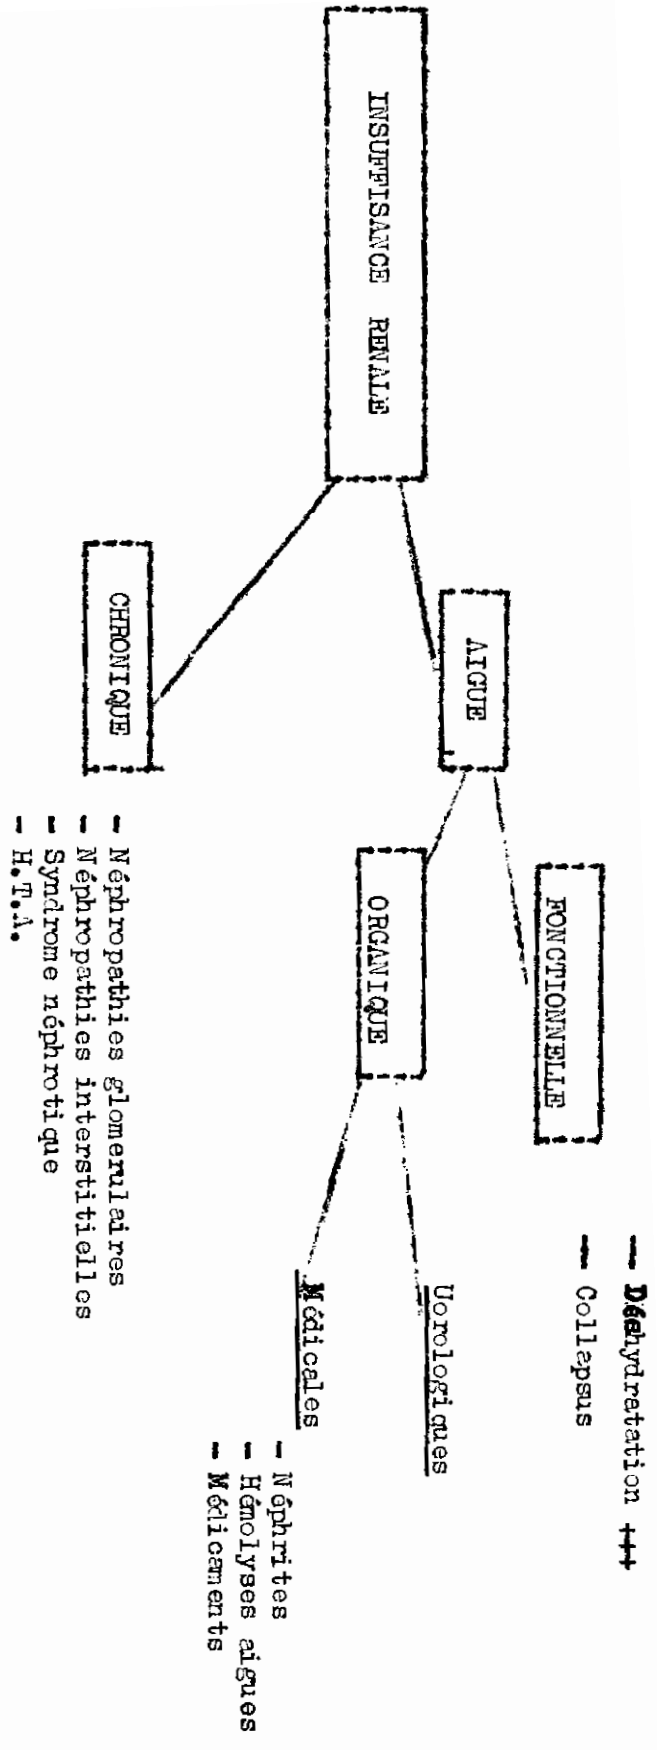 INSUFFISANCE RENALE
AIGUE
FONCTIONNELLE
— Déshydratation +++
— Collapsus
ORGANIQUE
Uorologiques
Médicales
- Néphrites
- Hémolyses aigues
- Médicaments
CHRONIQUE
- Néphropathies glomerulaires
- Néphropathies interstitielles
- Syndrome néphrotique
- H.T.A.